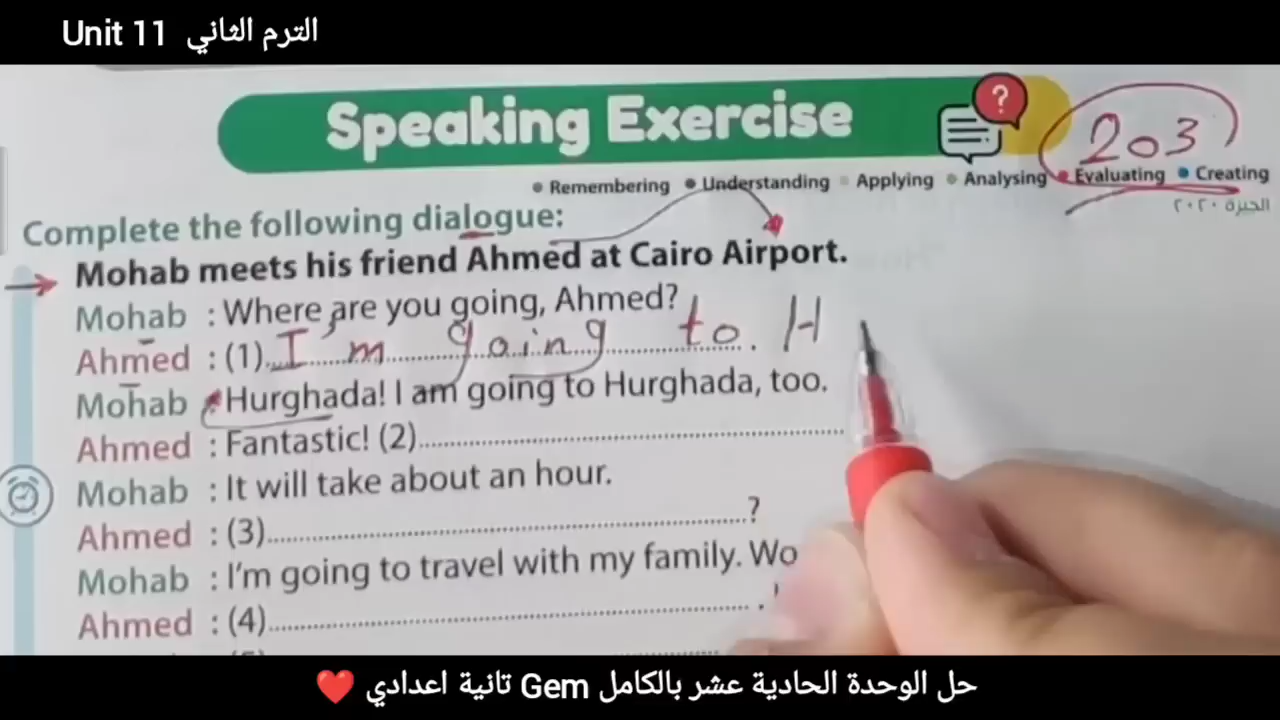 Unit 11 الترم الثاني
Speaking Exercise
?
203
Remembering Understanding Applying Analysing Evaluating Creating
الجيزة ٢٠٢٠
Complete the following dialogue:
Mohab meets his friend Ahmed at Cairo Airport.
Mohab : Where are you going, Ahmed?
Ahmed : (1) I'm going to. H
Mohab : Hurghada! I am going to Hurghada, too.
Ahmed : Fantastic! (2)
Mohab : It will take about an hour.
Ahmed : (3) ?
Mohab : I'm going to travel with my family. Wo
Ahmed : (4) .
حل الوحدة الحادية عشر بالكامل Gem تانية اعدادي ❤️